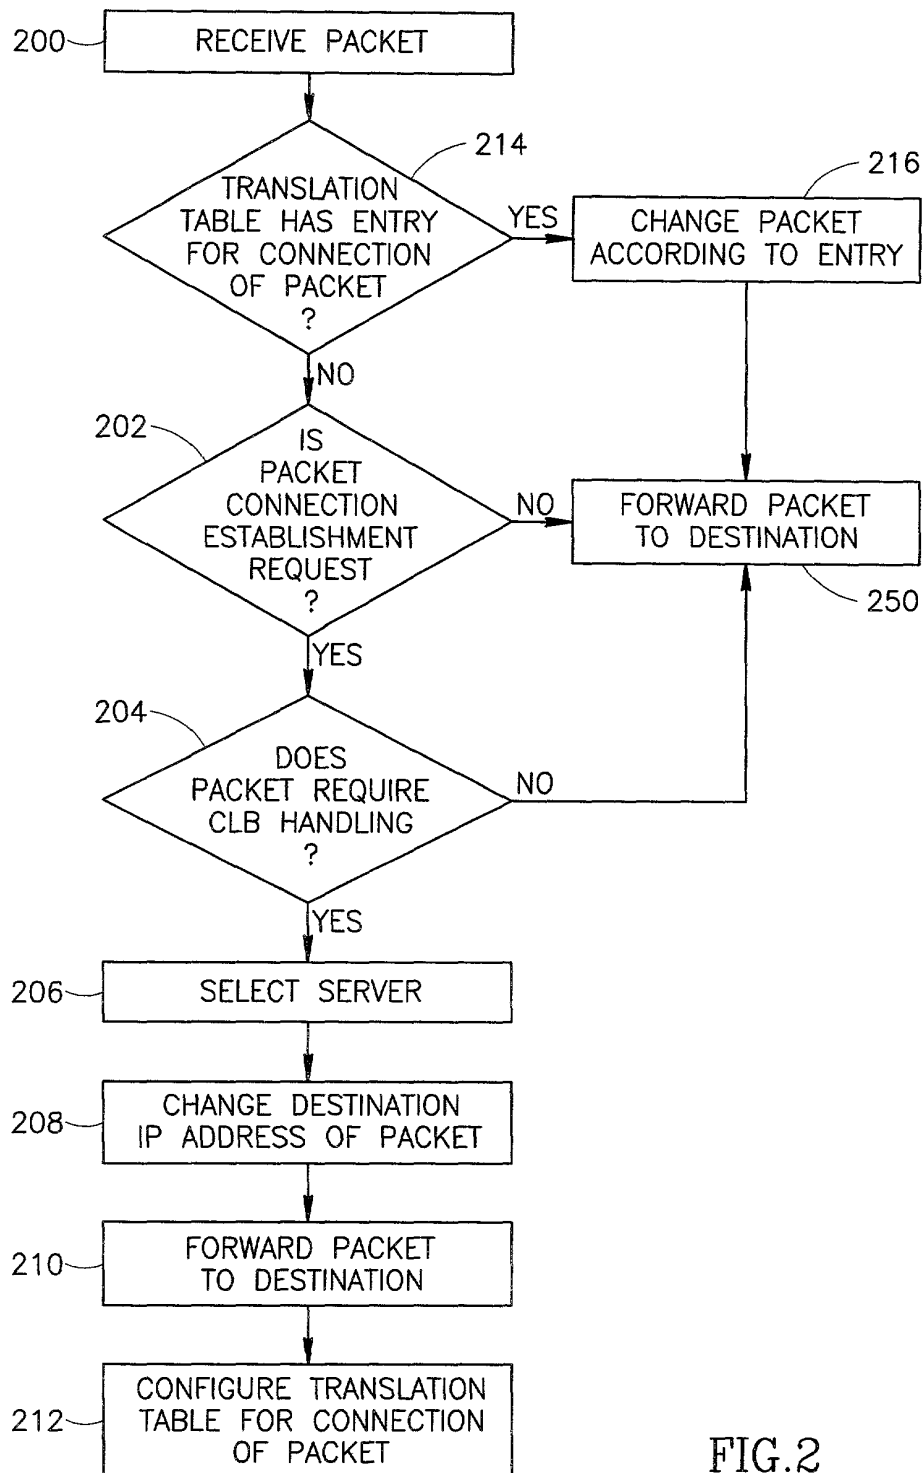 200
RECEIVE PACKET
214
TRANSLATION
TABLE HAS ENTRY
FOR CONNECTION
OF PACKET
?
YES
216
CHANGE PACKET
ACCORDING TO ENTRY
NO
202
IS
PACKET
CONNECTION
ESTABLISHMENT
REQUEST
?
NO
FORWARD PACKET
TO DESTINATION
250
YES
204
DOES
PACKET REQUIRE
CLB HANDLING
?
NO
YES
206
SELECT SERVER
208
CHANGE DESTINATION
IP ADDRESS OF PACKET
210
FORWARD PACKET
TO DESTINATION
212
CONFIGURE TRANSLATION
TABLE FOR CONNECTION
OF PACKET
FIG.2